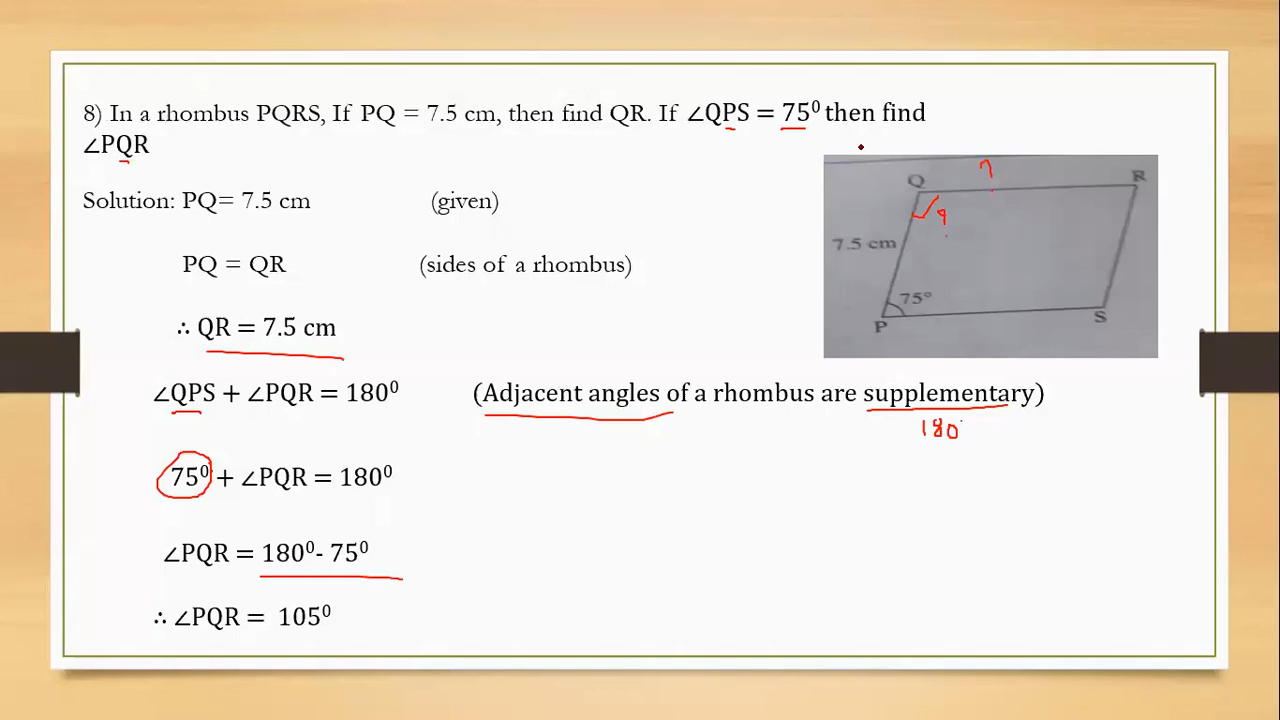 8) In a rhombus PQRS, If PQ = 7.5 cm, then find QR. If ∠QPS = 75⁰ then find
∠PQR
Solution: PQ= 7.5 cm (given)
PQ = QR (sides of a rhombus)
∴ QR = 7.5 cm
∠QPS + ∠PQR = 180⁰ (Adjacent angles of a rhombus are supplementary)
180
75⁰ + ∠PQR = 180⁰
∠PQR = 180⁰- 75⁰
∴ ∠PQR = 105⁰
?
Q R
?
7.5 cm
75°
P S